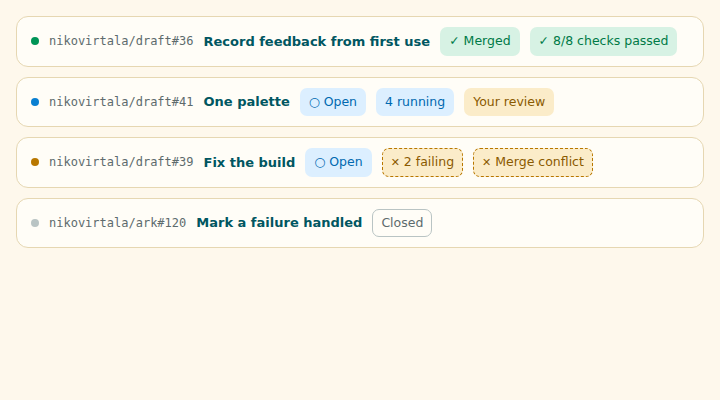 nikovirtala/draft#36 Record feedback from first use ✓ Merged ✓ 8/8 checks passed
nikovirtala/draft#41 One palette ○ Open 4 running Your review
nikovirtala/draft#39 Fix the build ○ Open × 2 failing × Merge conflict
nikovirtala/ark#120 Mark a failure handled Closed